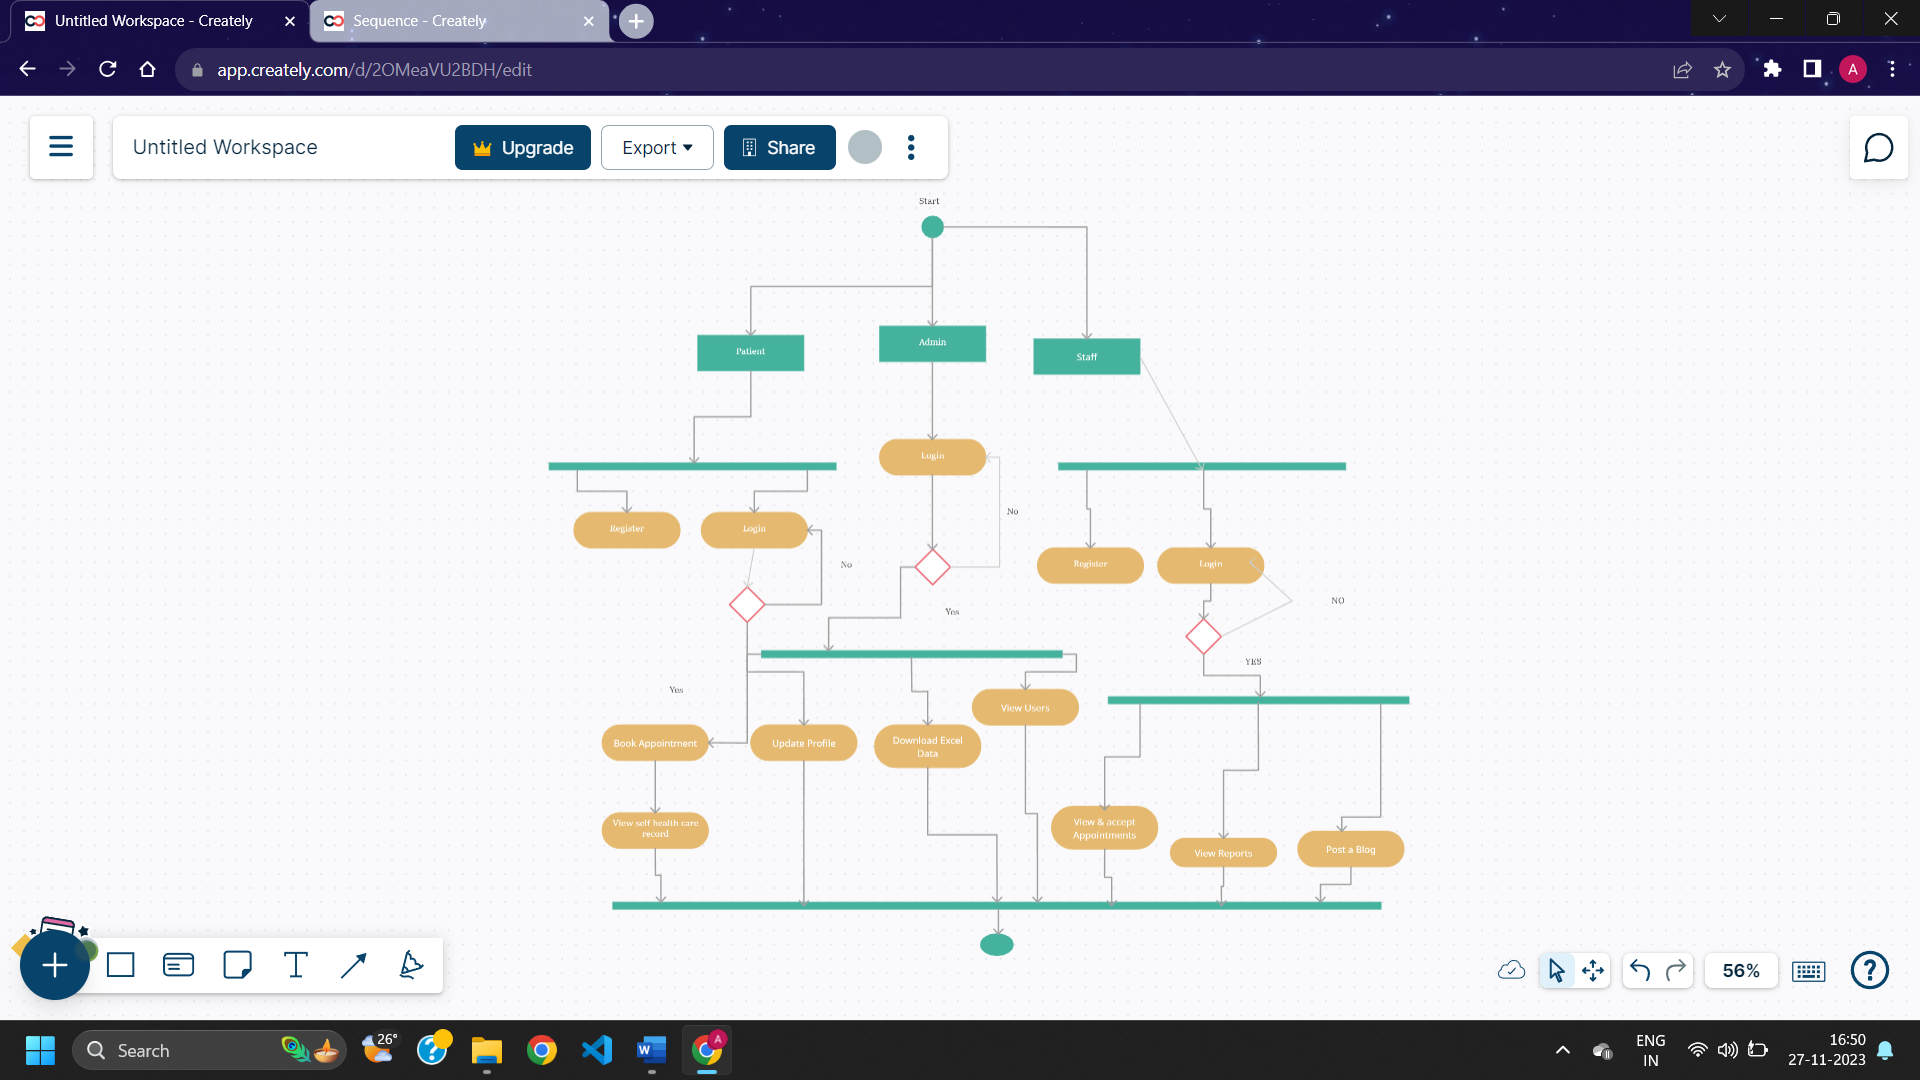 Untitled Workspace - Creately
Sequence - Creately
app.creately.com/d/2OMeaVU2BDH/edit
A
Untitled Workspace
Upgrade
Export
Share
Start
Patient
Admin
Staff
Login
No
Register
Login
No
Register
Login
NO
Yes
YES
Yes
View Users
Book Appointment
Update Profile
Download Excel
Data
View self health care
record
View & accept
Appointments
View Reports
Post a Blog
T
56%
?
Search
26°
?
W
A
ENG
IN
16:50
27-11-2023